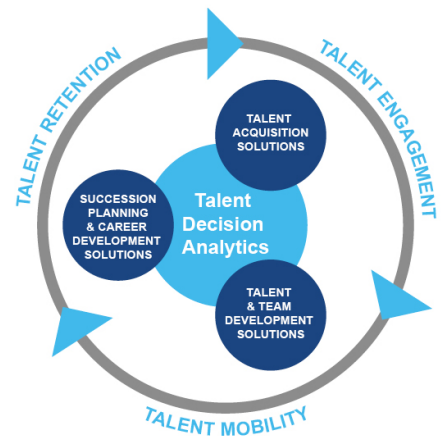 TALENT RETENTION
TALENT ENGAGEMENT
TALENT
ACQUISITION
SOLUTIONS
SUCCESSION
PLANNING
& CAREER
DEVELOPMENT
SOLUTIONS
Talent
Decision
Analytics
TALENT
& TEAM
DEVELOPMENT
SOLUTIONS
TALENT MOBILITY